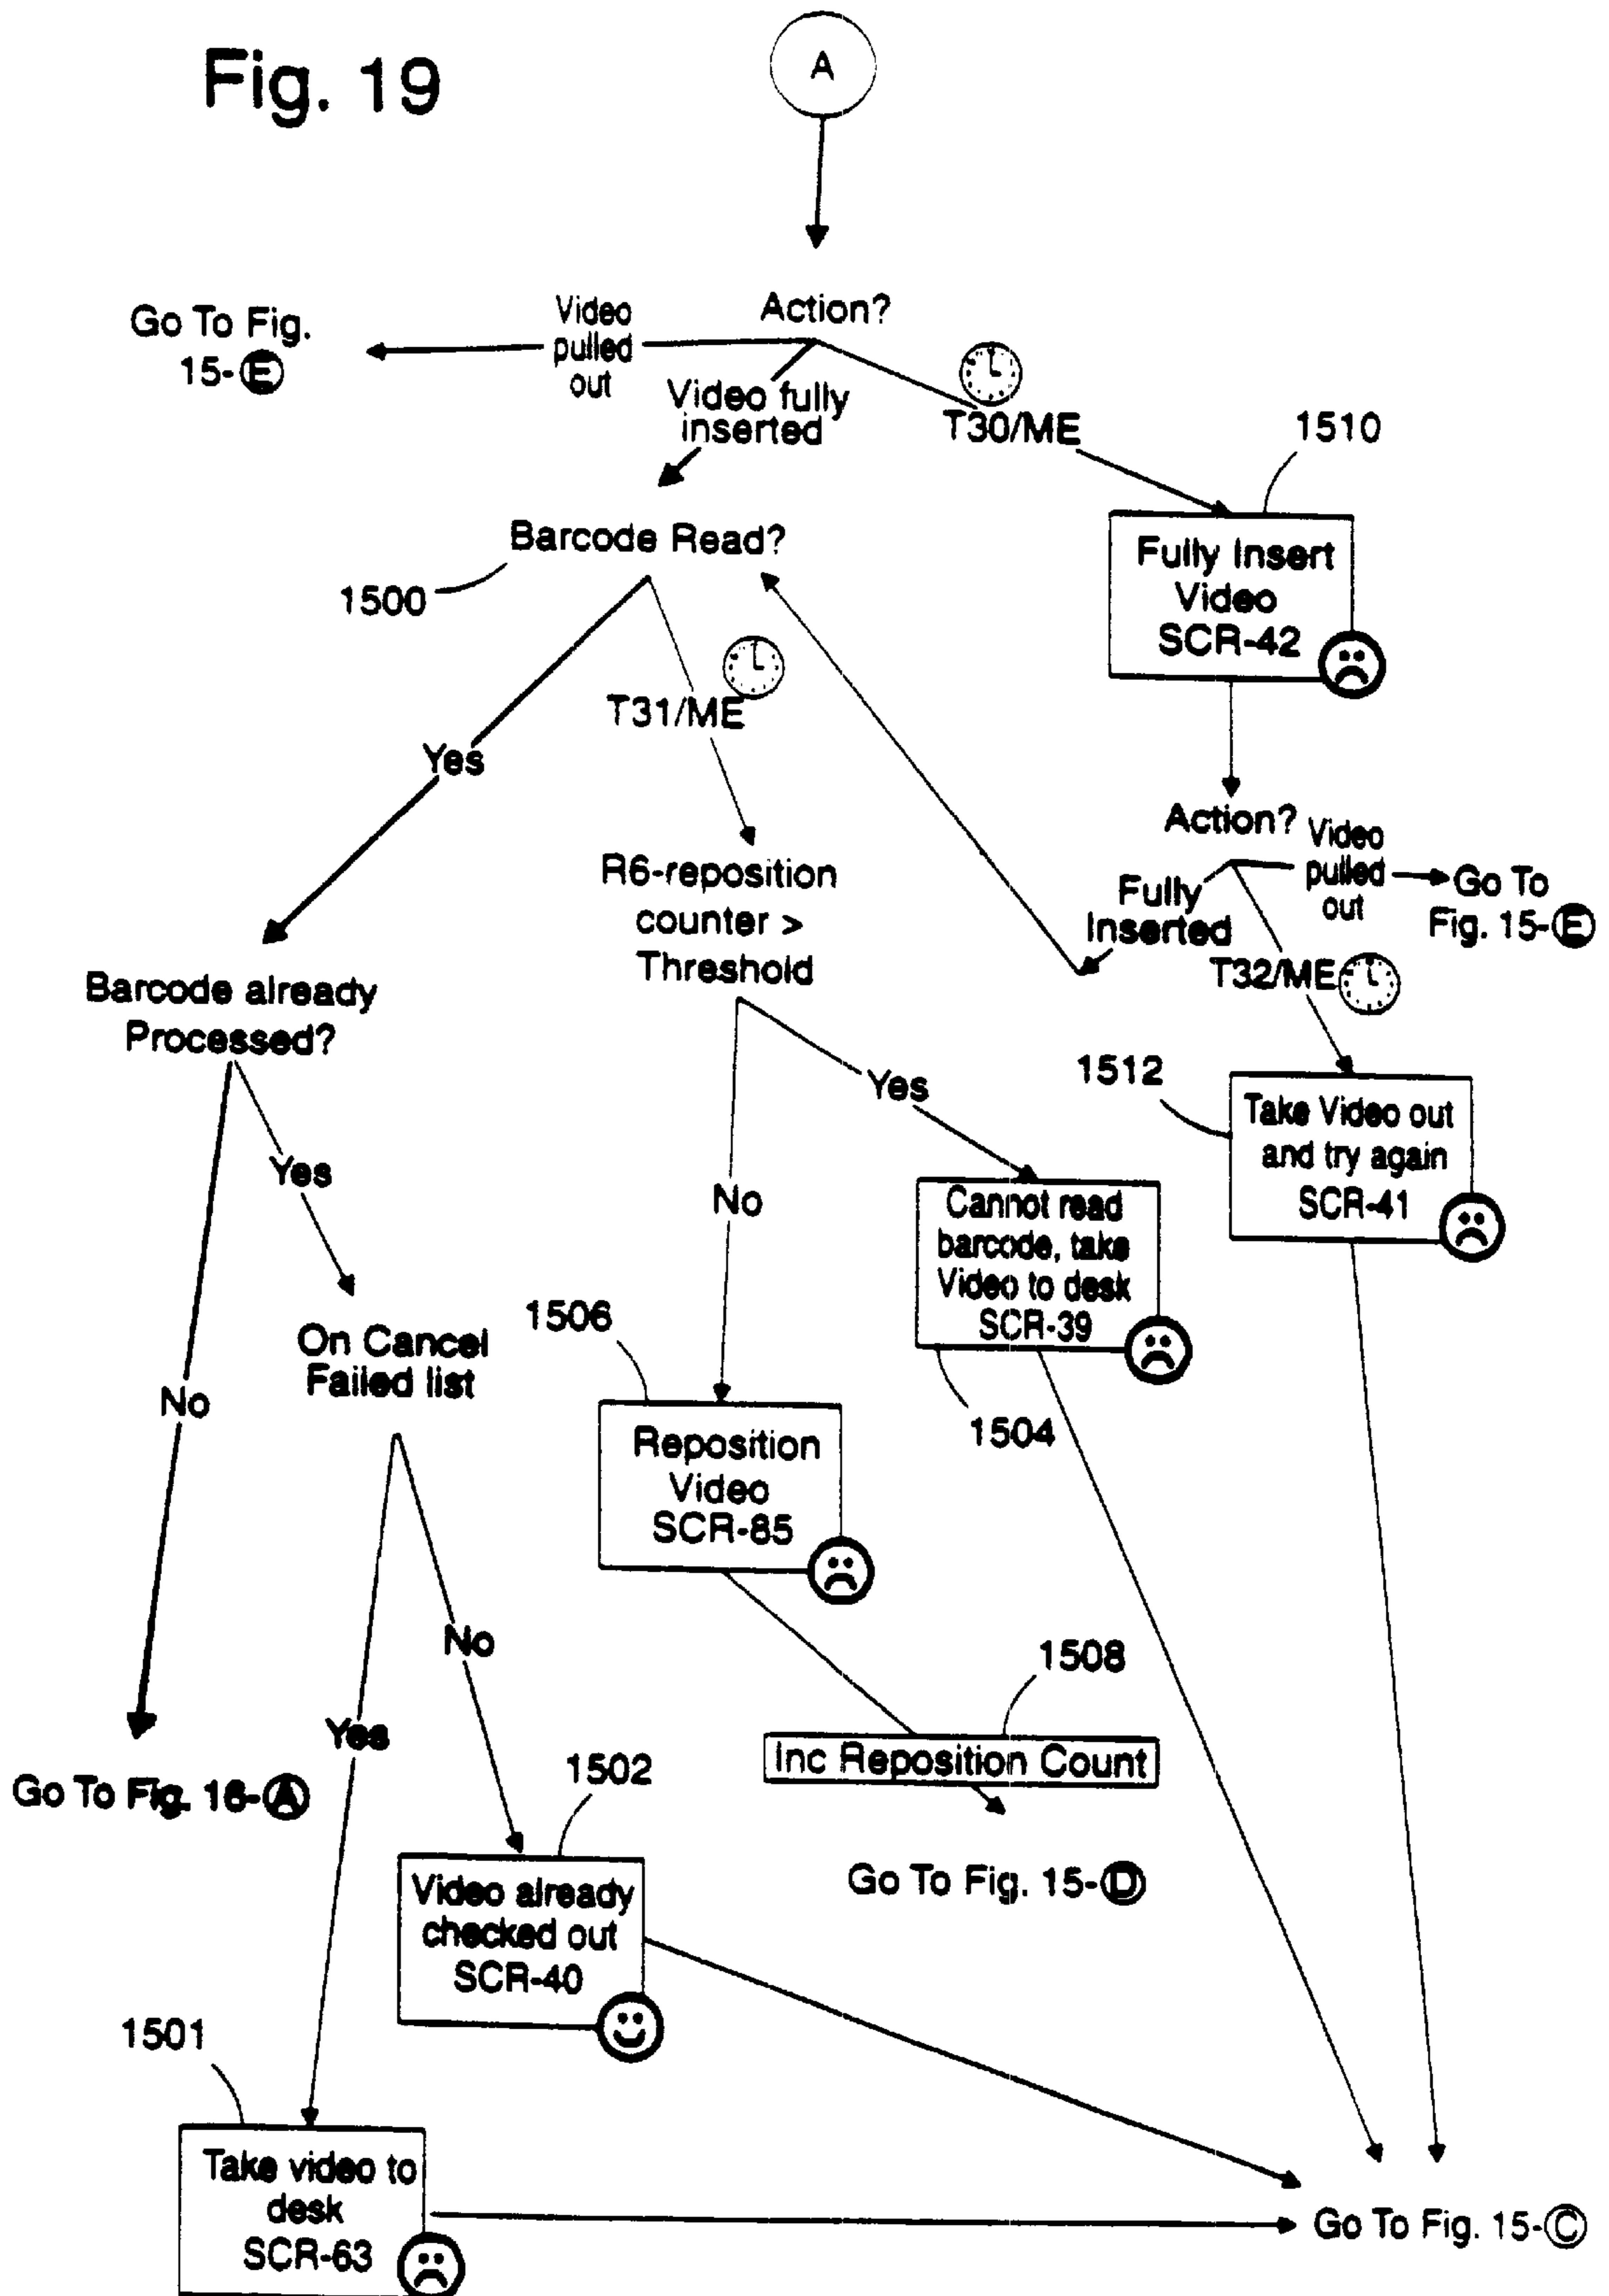 Fig. 19
A
Action?
Go To Fig.
15-E
Video
pulled
out
Video fully
inserted
T30/ME
1510
Barcode Read?
1500
Fully Insert
Video
SCR-42
T31/ME
Yes
Action?
Video
pulled
out
Go To
Fig. 15-E
Fully
Inserted
T32/ME
R6-reposition
counter >
Threshold
Barcode already
Processed?
Yes
1512
Take Video out
and try again
SCR-41
Yes
No
Cannot read
barcode, take
Video to desk
SCR-39
1504
On Cancel
Failed list
1506
No
Reposition
Video
SCR-85
No
1508
Yes
Inc Reposition Count
Go To Fig. 16-A
1502
Go To Fig. 15-D
Video already
checked out
SCR-40
1501
Take video to
desk
SCR-63
Go To Fig. 15-C